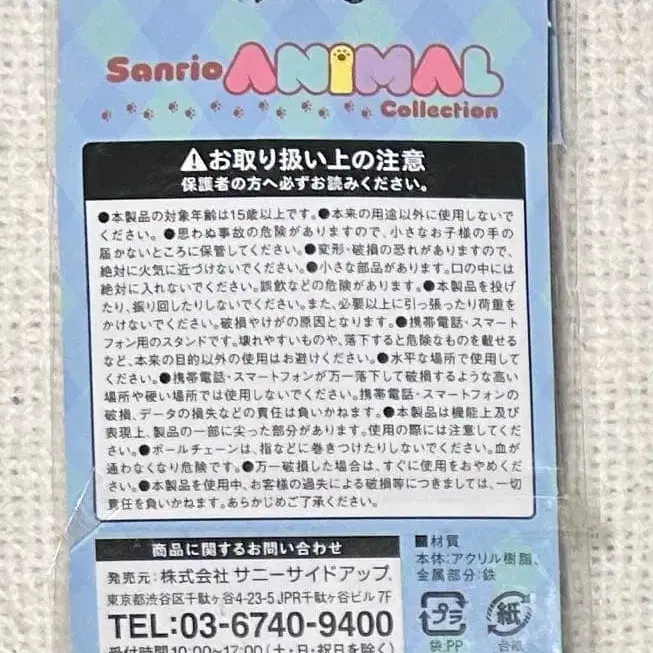 Sanrio ANIMAL
Collection
⚠お取り扱い上の注意
保護者の方へ必ずお読みください。
●本製品の対象年齢は15歳以上です。●本来の用途以外に使用しないで
ください。●思わぬ事故の危険がありますので、小さなお子様の手の
届かないところに保管してください。●変形・破損の恐れがありますので、
絶対に火気に近づけないでください。●小さな部品があります。口の中には
絶対に入れないでください。誤飲などの危険があります。●本製品を投げ
たり、振り回したりしないでください。また、必要以上に引っ張ったり荷重を
かけないでください。破損やけがの原因となります。●携帯電話・スマート
フォン用のスタンドです。壊れやすいものや、落下すると危険なものを載せる
など、本来の目的以外の使用はお避けください。●水平な場所で使用して
ください。●携帯電話・スマートフォンが万一落下して破損するような高い
場所や硬い場所では使用しないでください。携帯電話・スマートフォンの
破損、データの損失などの責任は負いかねます。●本製品は機能上及び
表現上、製品の一部に尖った部分があります。使用の際には注意してくだ
さい。●ボールチェーンは、指などに巻きつけたりしないでください。血が
通わなくなり危険です。●万一破損した場合は、すぐに使用をおやめくだ
さい。●本製品を使用中、お客様の過失による破損等につきましては、一切
責任を負いかねます。あらかじめご了承ください。
商品に関するお問い合わせ
発売元：株式会社 サニーサイドアップ
東京都渋谷区千駄ヶ谷4-23-5 JPR千駄ヶ谷ビル 7F
TEL:03-6740-9400
受付時間10:00～17:00（土・日・祝日を除く）
■材質
本体：アクリル樹脂、
金属部分：鉄
プラ
袋:PP
紙
台紙